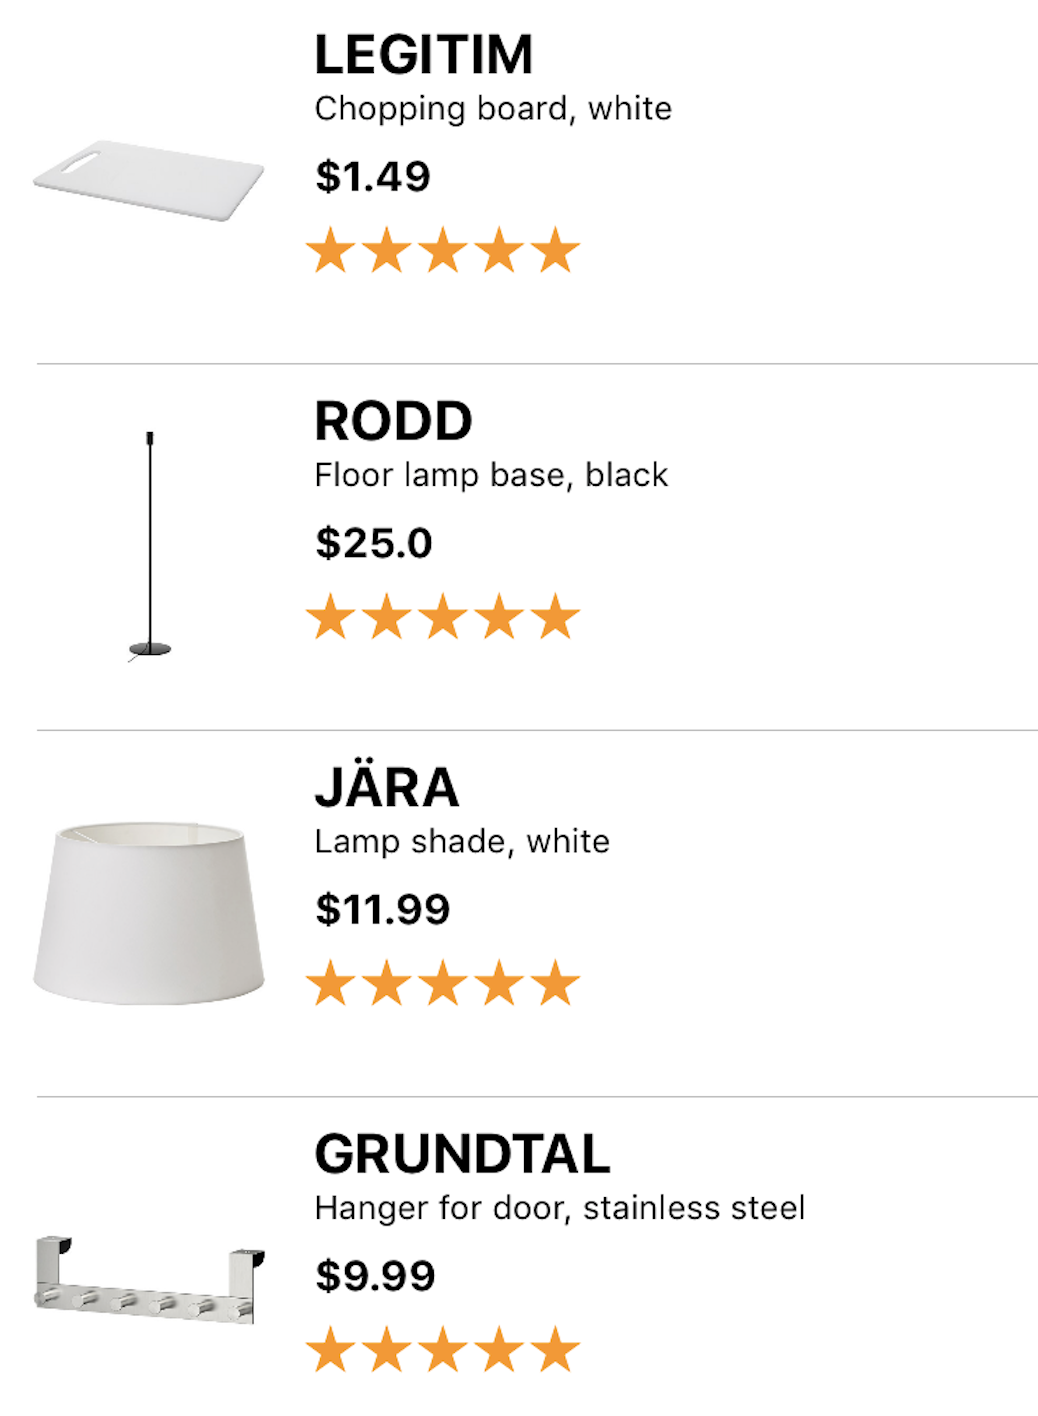 LEGITIM
Chopping board, white
$1.49
RODD
Floor lamp base, black
$25.0
JÄRA
Lamp shade, white
$11.99
GRUNDTAL
Hanger for door, stainless steel
$9.99